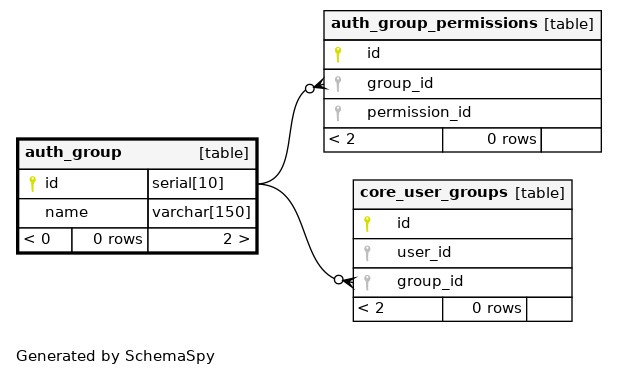 auth_group_permissions [table]
id
group_id
permission_id
< 2 0 rows
auth_group [table]
id serial[10]
name varchar[150]
< 0 0 rows 2 >
core_user_groups [table]
id
user_id
group_id
< 2 0 rows
Generated by SchemaSpy